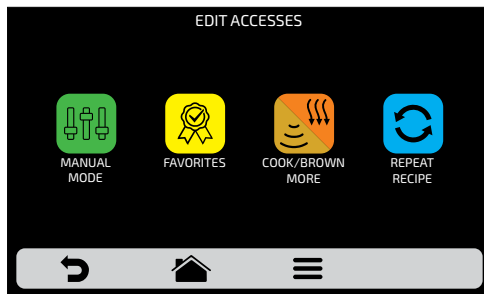 EDIT ACCESSES
MANUAL
MODE
FAVORITES
COOK/BROWN
MORE
REPEAT
RECIPE